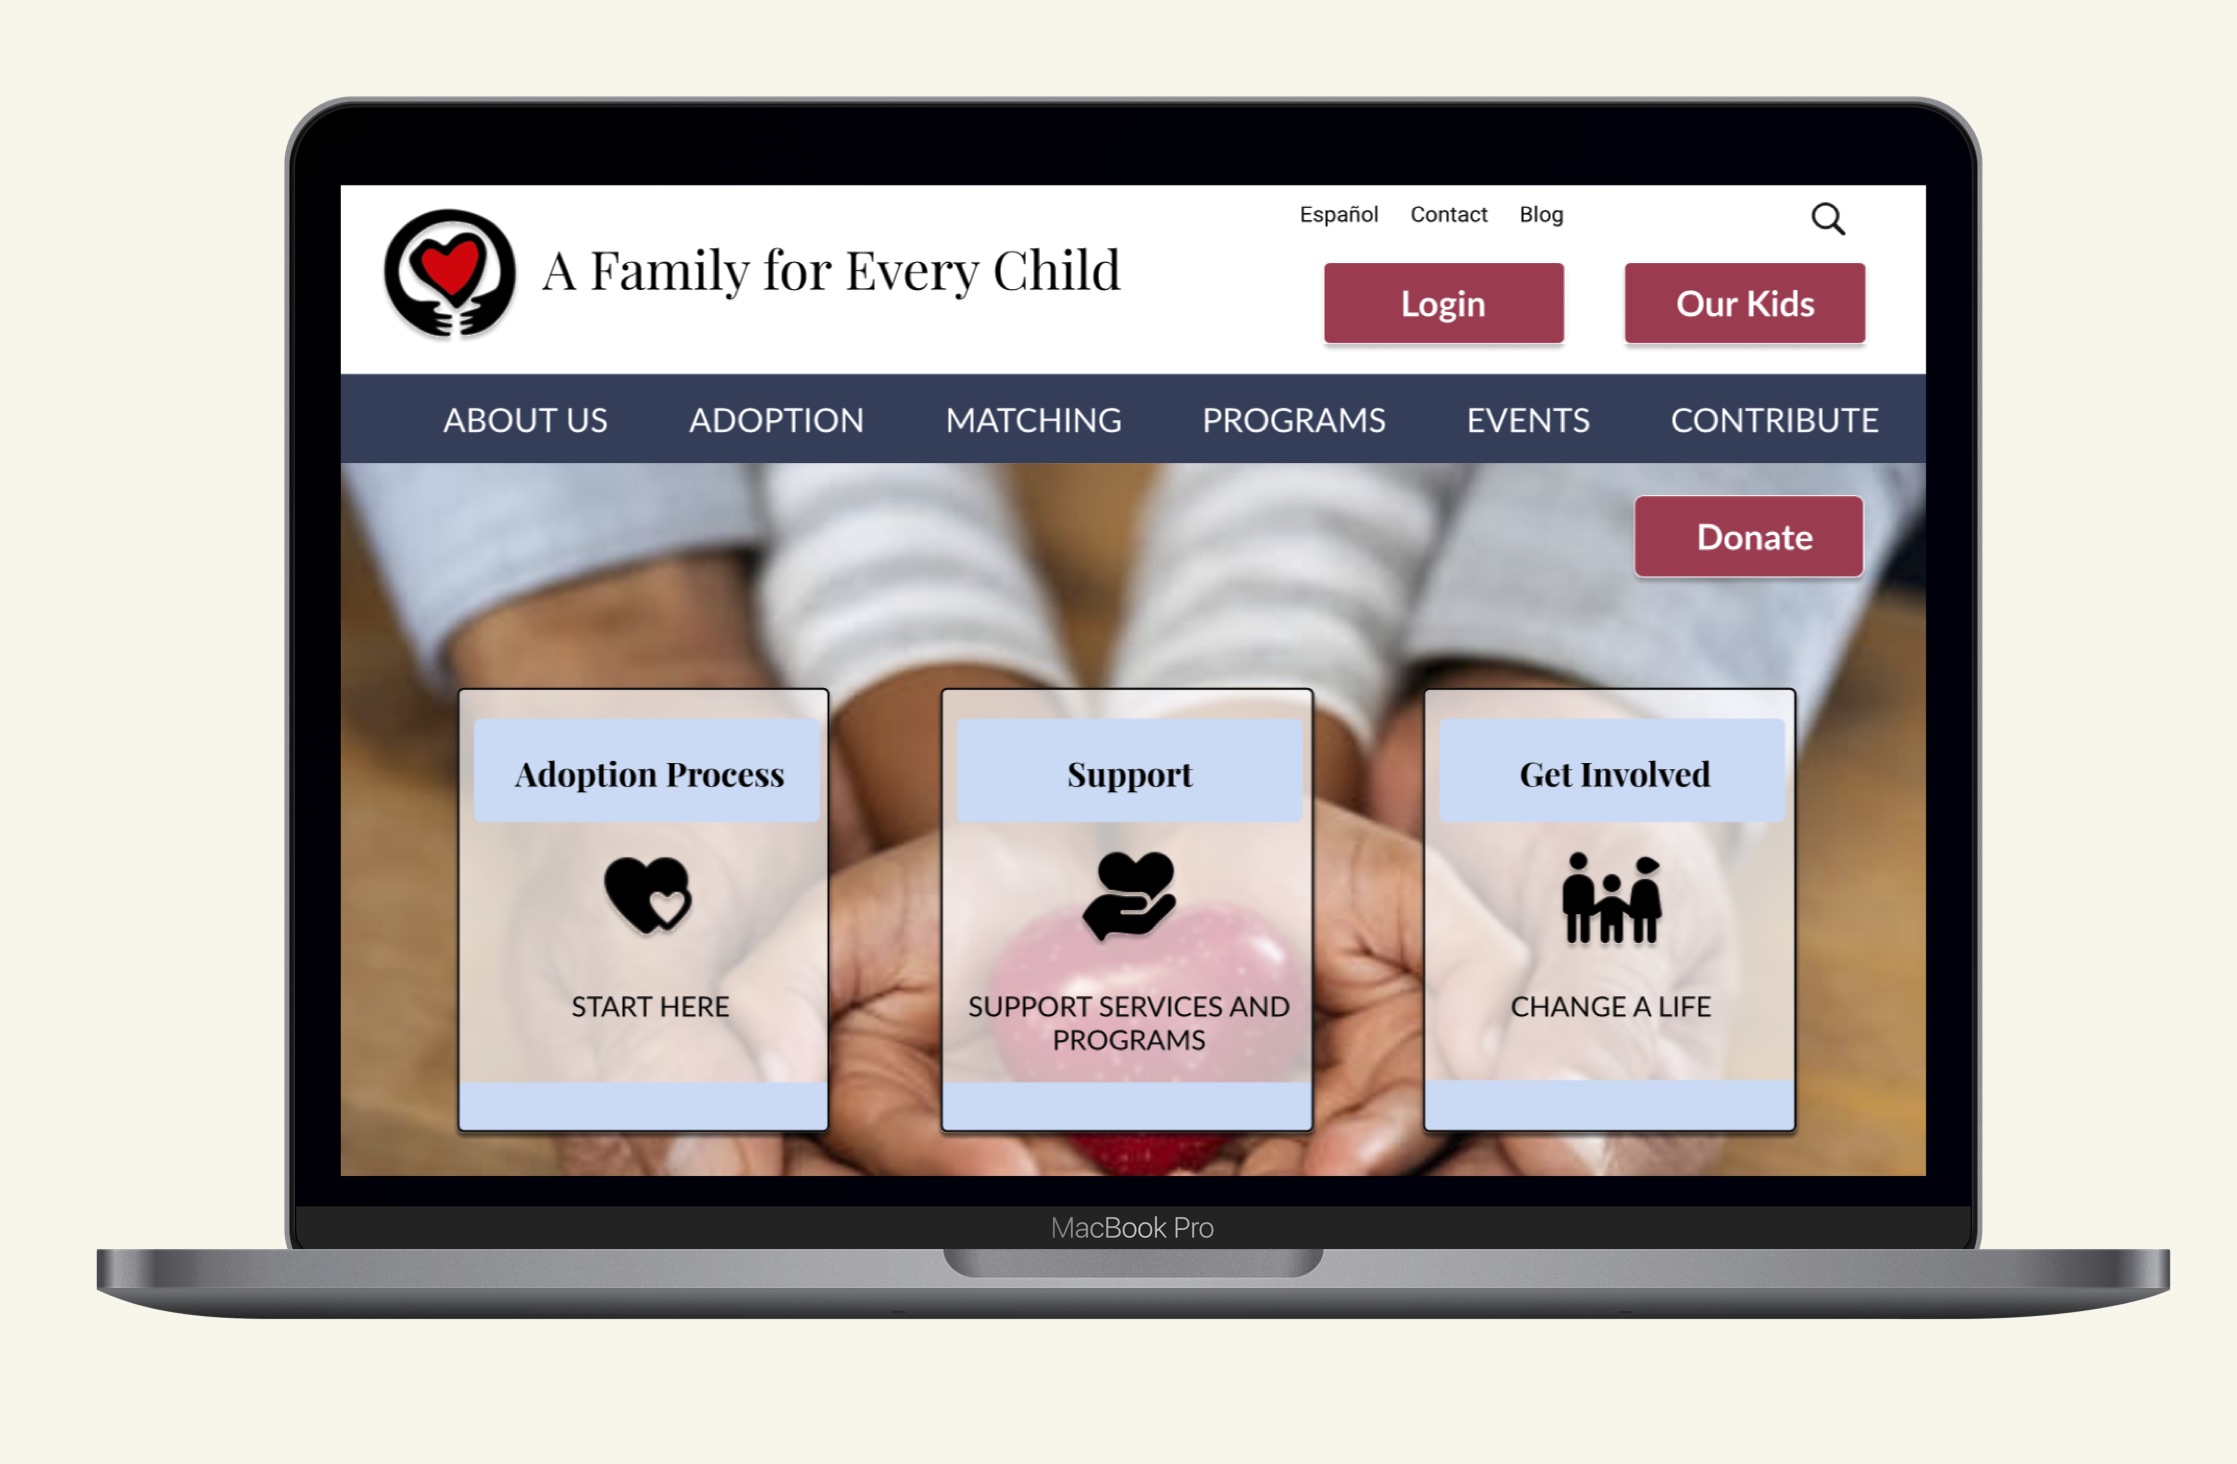 Español Contact Blog
A Family for Every Child
Login Our Kids
ABOUT US ADOPTION MATCHING PROGRAMS EVENTS CONTRIBUTE
Donate
Adoption Process
START HERE
Support
SUPPORT SERVICES AND
PROGRAMS
Get Involved
CHANGE A LIFE
MacBook Pro